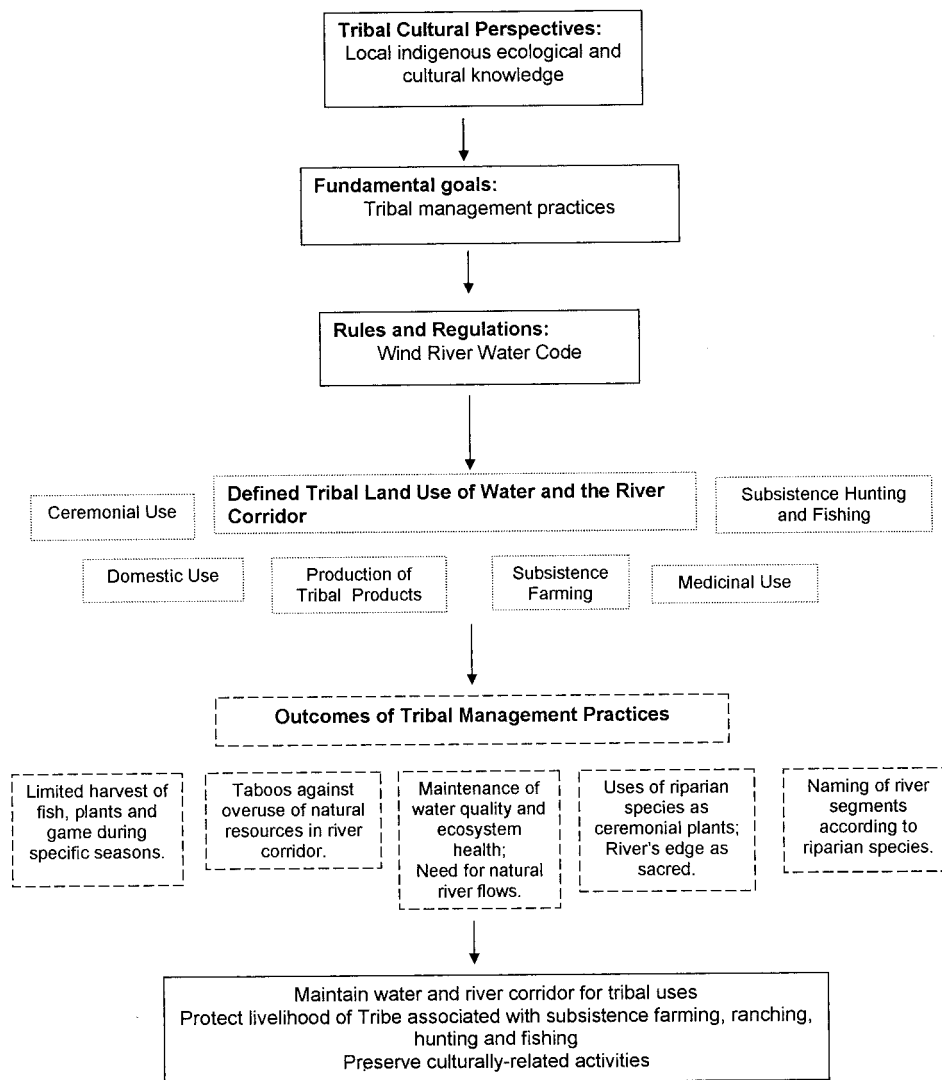 Tribal Cultural Perspectives:
Local indigenous ecological and
cultural knowledge
Fundamental goals:
Tribal management practices
Rules and Regulations:
Wind River Water Code
Ceremonial Use
Defined Tribal Land Use of Water and the River
Corridor
Subsistence Hunting
and Fishing
Domestic Use
Production of
Tribal Products
Subsistence
Farming
Medicinal Use
Outcomes of Tribal Management Practices
Limited harvest of
fish, plants and
game during
specific seasons.
Taboos against
overuse of natural
resources in river
corridor.
Maintenance of
water quality and
ecosystem
health;
Need for natural
river flows.
Uses of riparian
species as
ceremonial plants;
River's edge as
sacred.
Naming of river
segments
according to
riparian species.
Maintain water and river corridor for tribal uses
Protect livelihood of Tribe associated with subsistence farming, ranching,
hunting and fishing
Preserve culturally-related activities